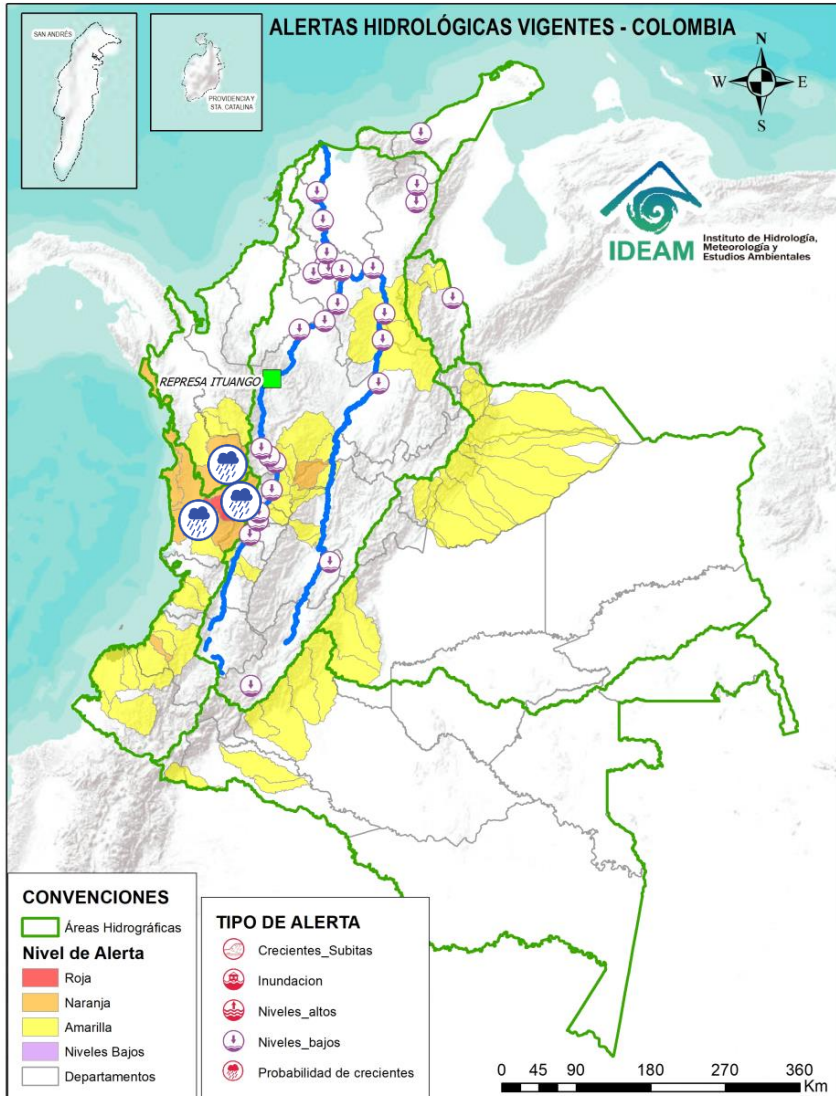 ALERTAS HIDROLÓGICAS VIGENTES - COLOMBIA
SAN ANDRÉS
PROVIDENCIA Y
STA. CATALINA
N
W E
S
IDEAM
Instituto de Hidrología,
Meteorología y
Estudios Ambientales
REPRESA ITUANGO
CONVENCIONES
Áreas Hidrográficas
Nivel de Alerta
Roja
Naranja
Amarilla
Niveles Bajos
Departamentos
TIPO DE ALERTA
Crecientes_Subitas
Inundacion
Niveles_altos
Niveles_bajos
Probabilidad de crecientes
0 45 90 180 270 360
Km